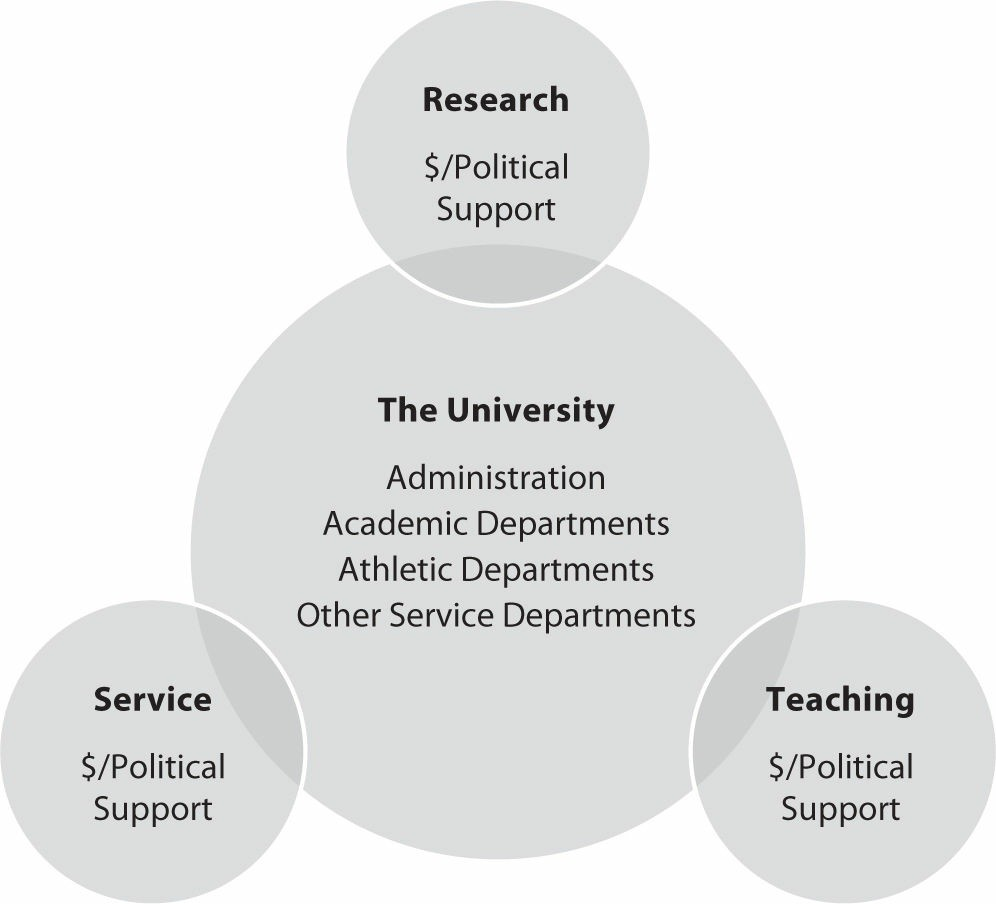 Research
$/Political
Support
The University
Administration
Academic Departments
Athletic Departments
Other Service Departments
Service
$/Political
Support
Teaching
$/Political
Support